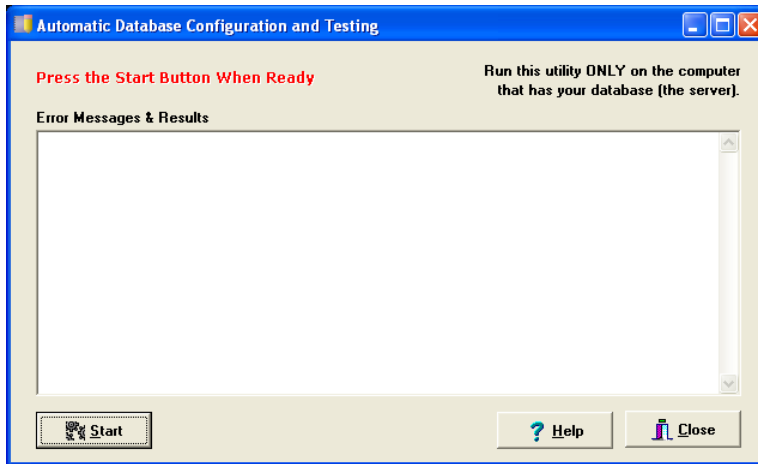 Automatic Database Configuration and Testing
Press the Start Button When Ready
Run this utility ONLY on the computer
that has your database (the server).
Error Messages & Results
Start
Help
Close